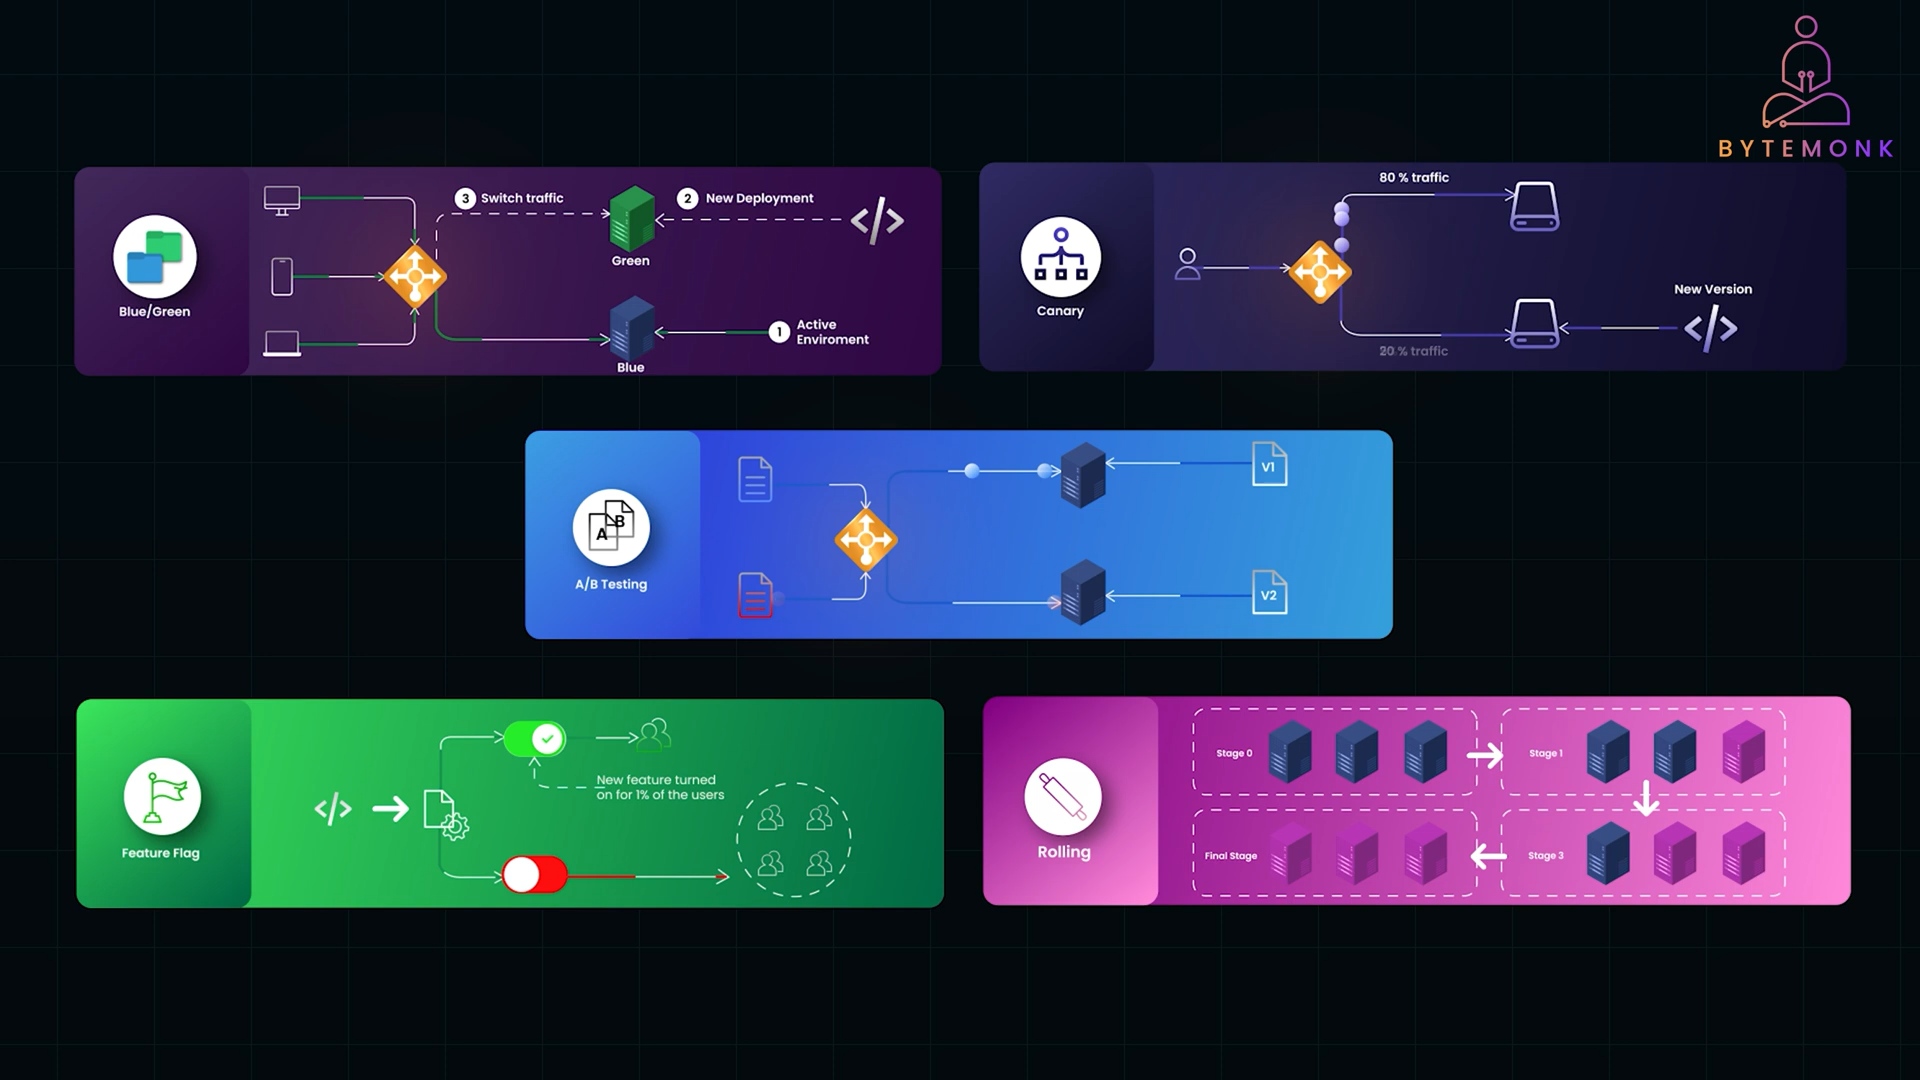 BYTEMONK
3 Switch traffic
2 New Deployment
</>
Green
Blue/Green
1 Active
Enviroment
Blue
80 % traffic
Canary
New Version
</>
20 % traffic
A B
A/B Testing
V1
V2
Feature Flag
</>
New feature turned
on for 1% of the users
Rolling
Stage 0
Stage 1
Final Stage
Stage 3